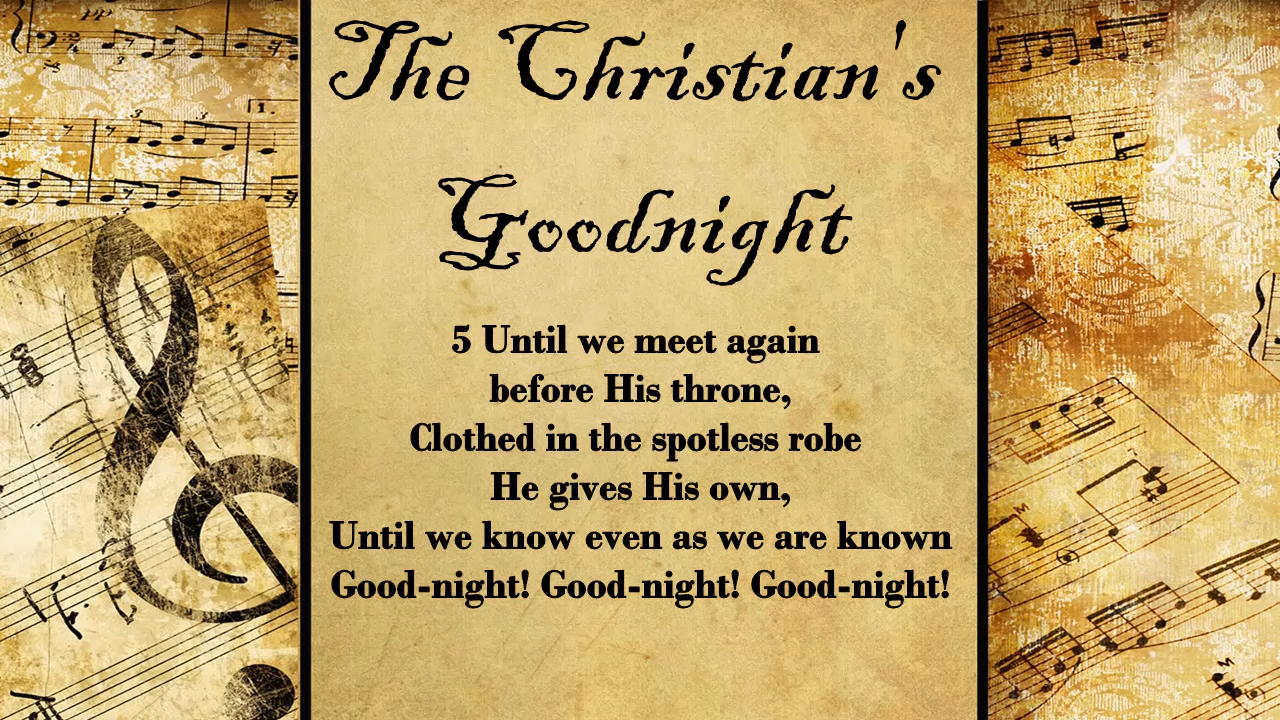 The Christian's
Goodnight
5 Until we meet again
before His throne,
Clothed in the spotless robe
He gives His own,
Until we know even as we are known
Good-night! Good-night! Good-night!